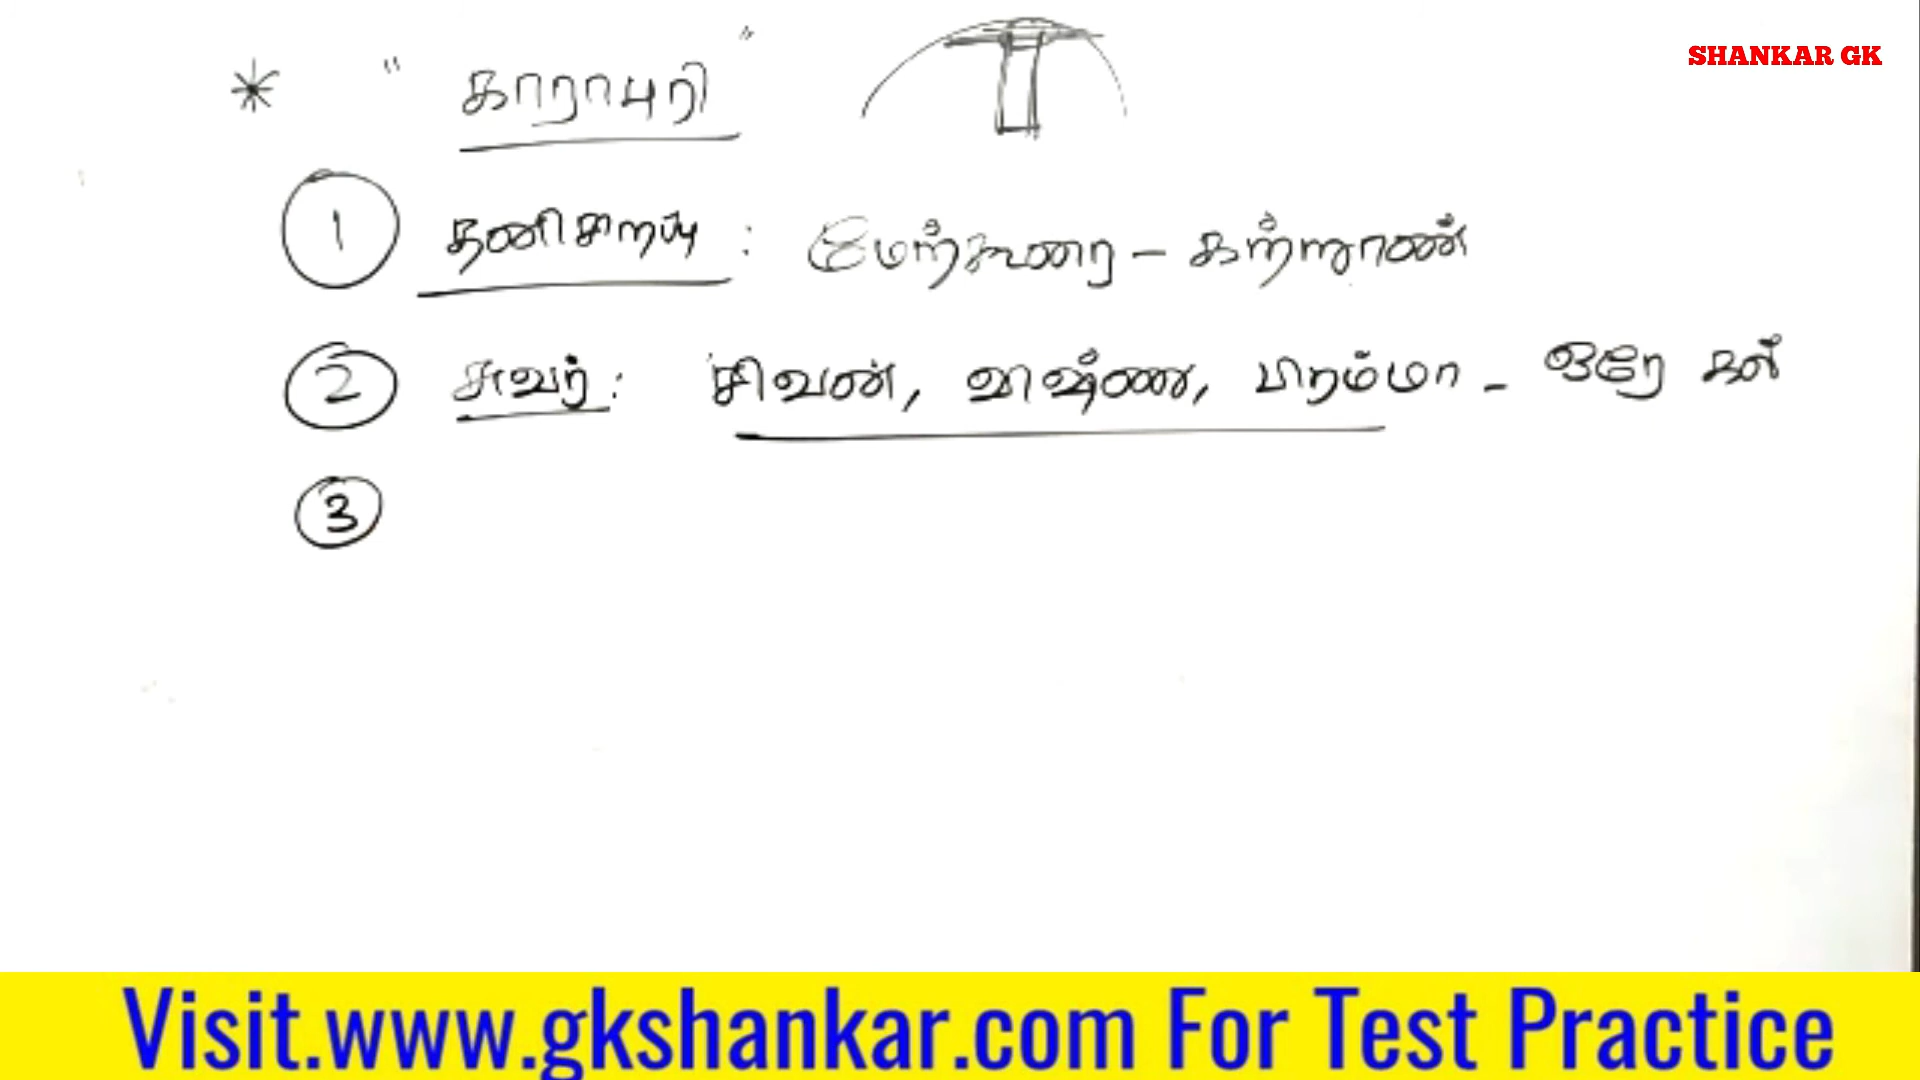 SHANKAR GK
* " காராபுரி "
1 தனிசிறப்பு : மேற்கூரை - கற்றூண்
2 சுவர் : சிவன், விஷ்ணு, பிரம்மா - ஒரே கல்
3
Visit.www.gkshankar.com For Test Practice